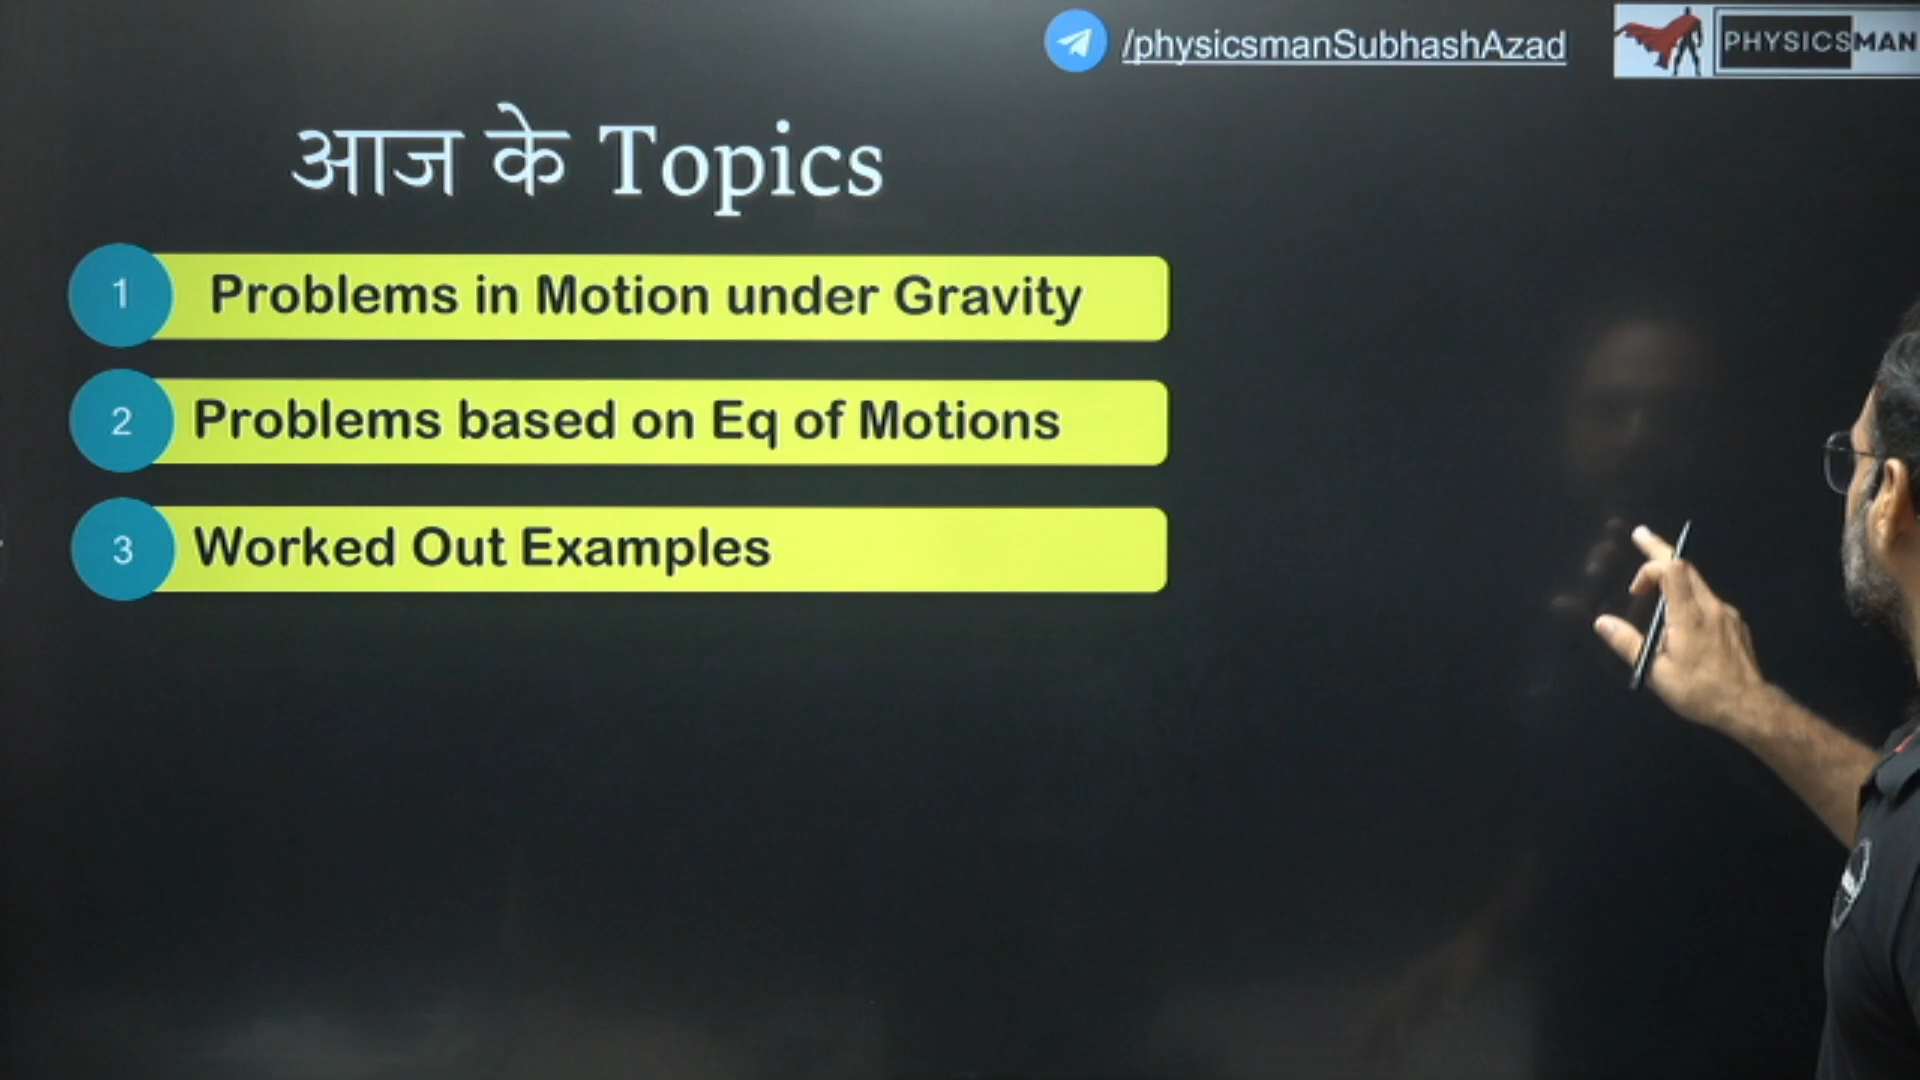 /physicsmanSubhashAzad
PHYSICSMAN
आज के Topics
1 Problems in Motion under Gravity
2 Problems based on Eq of Motions
3 Worked Out Examples